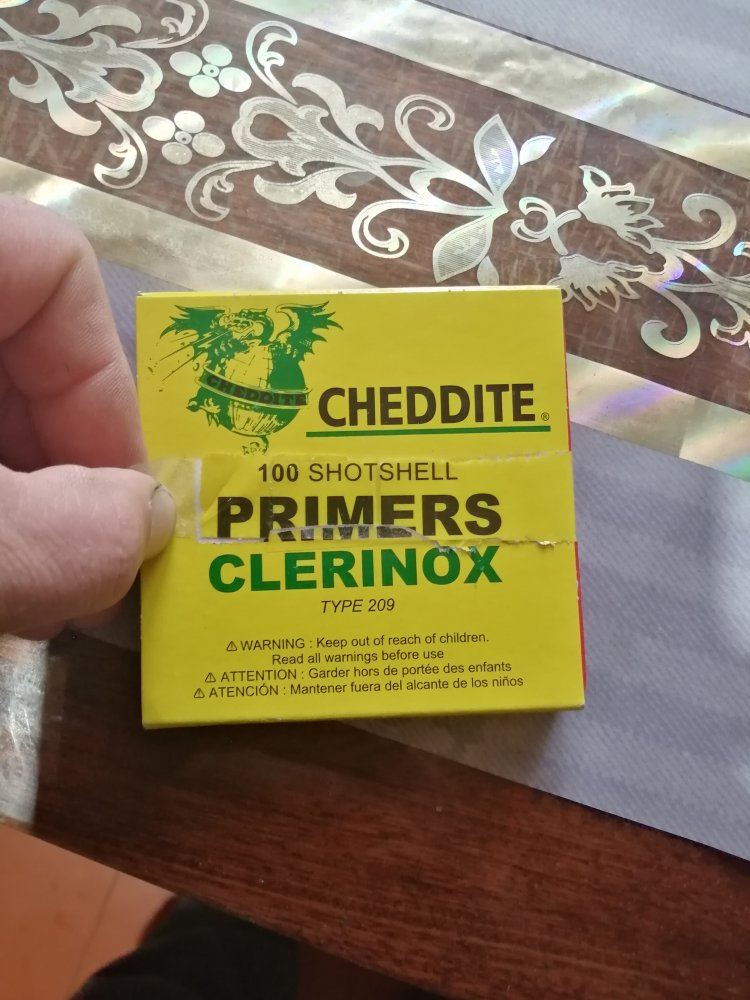 CHEDDITE
CHEDDITE®
100 SHOTSHELL
PRIMERS
CLERINOX
TYPE 209
⚠ WARNING : Keep out of reach of children.
Read all warnings before use
⚠ ATTENTION : Garder hors de portée des enfants
⚠ ATENCIÓN : Mantener fuera del alcante de los niños